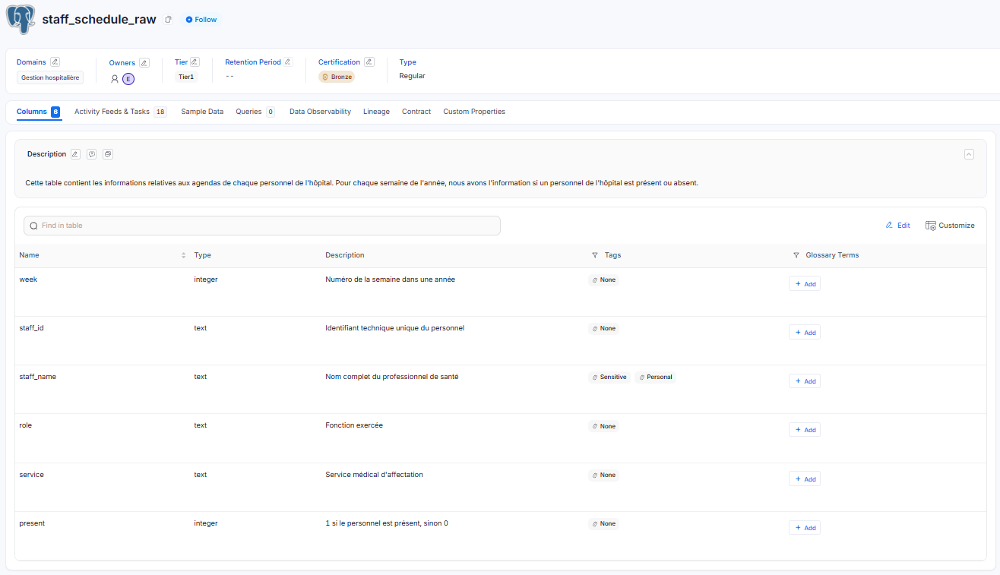 staff_schedule_raw Follow
Domains Owners Tier Retention Period Certification Type
Gestion hospitalière E Tier1 -- Bronze Regular
Columns 6 Activity Feeds & Tasks 18 Sample Data Queries 0 Data Observability Lineage Contract Custom Properties
Description
Cette table contient les informations relatives aux agendas de chaque personnel de l'hôpital. Pour chaque semaine de l'année, nous avons l'information si un personnel de l'hôpital est présent ou absent.
Find in table Edit Customize
Name Type Description Tags Glossary Terms
week integer Numéro de la semaine dans une année None + Add
staff_id text Identifiant technique unique du personnel None + Add
staff_name text Nom complet du professionnel de santé Sensitive Personal + Add
role text Fonction exercée None + Add
service text Service médical d'affectation None + Add
present integer 1 si le personnel est présent, sinon 0 None + Add